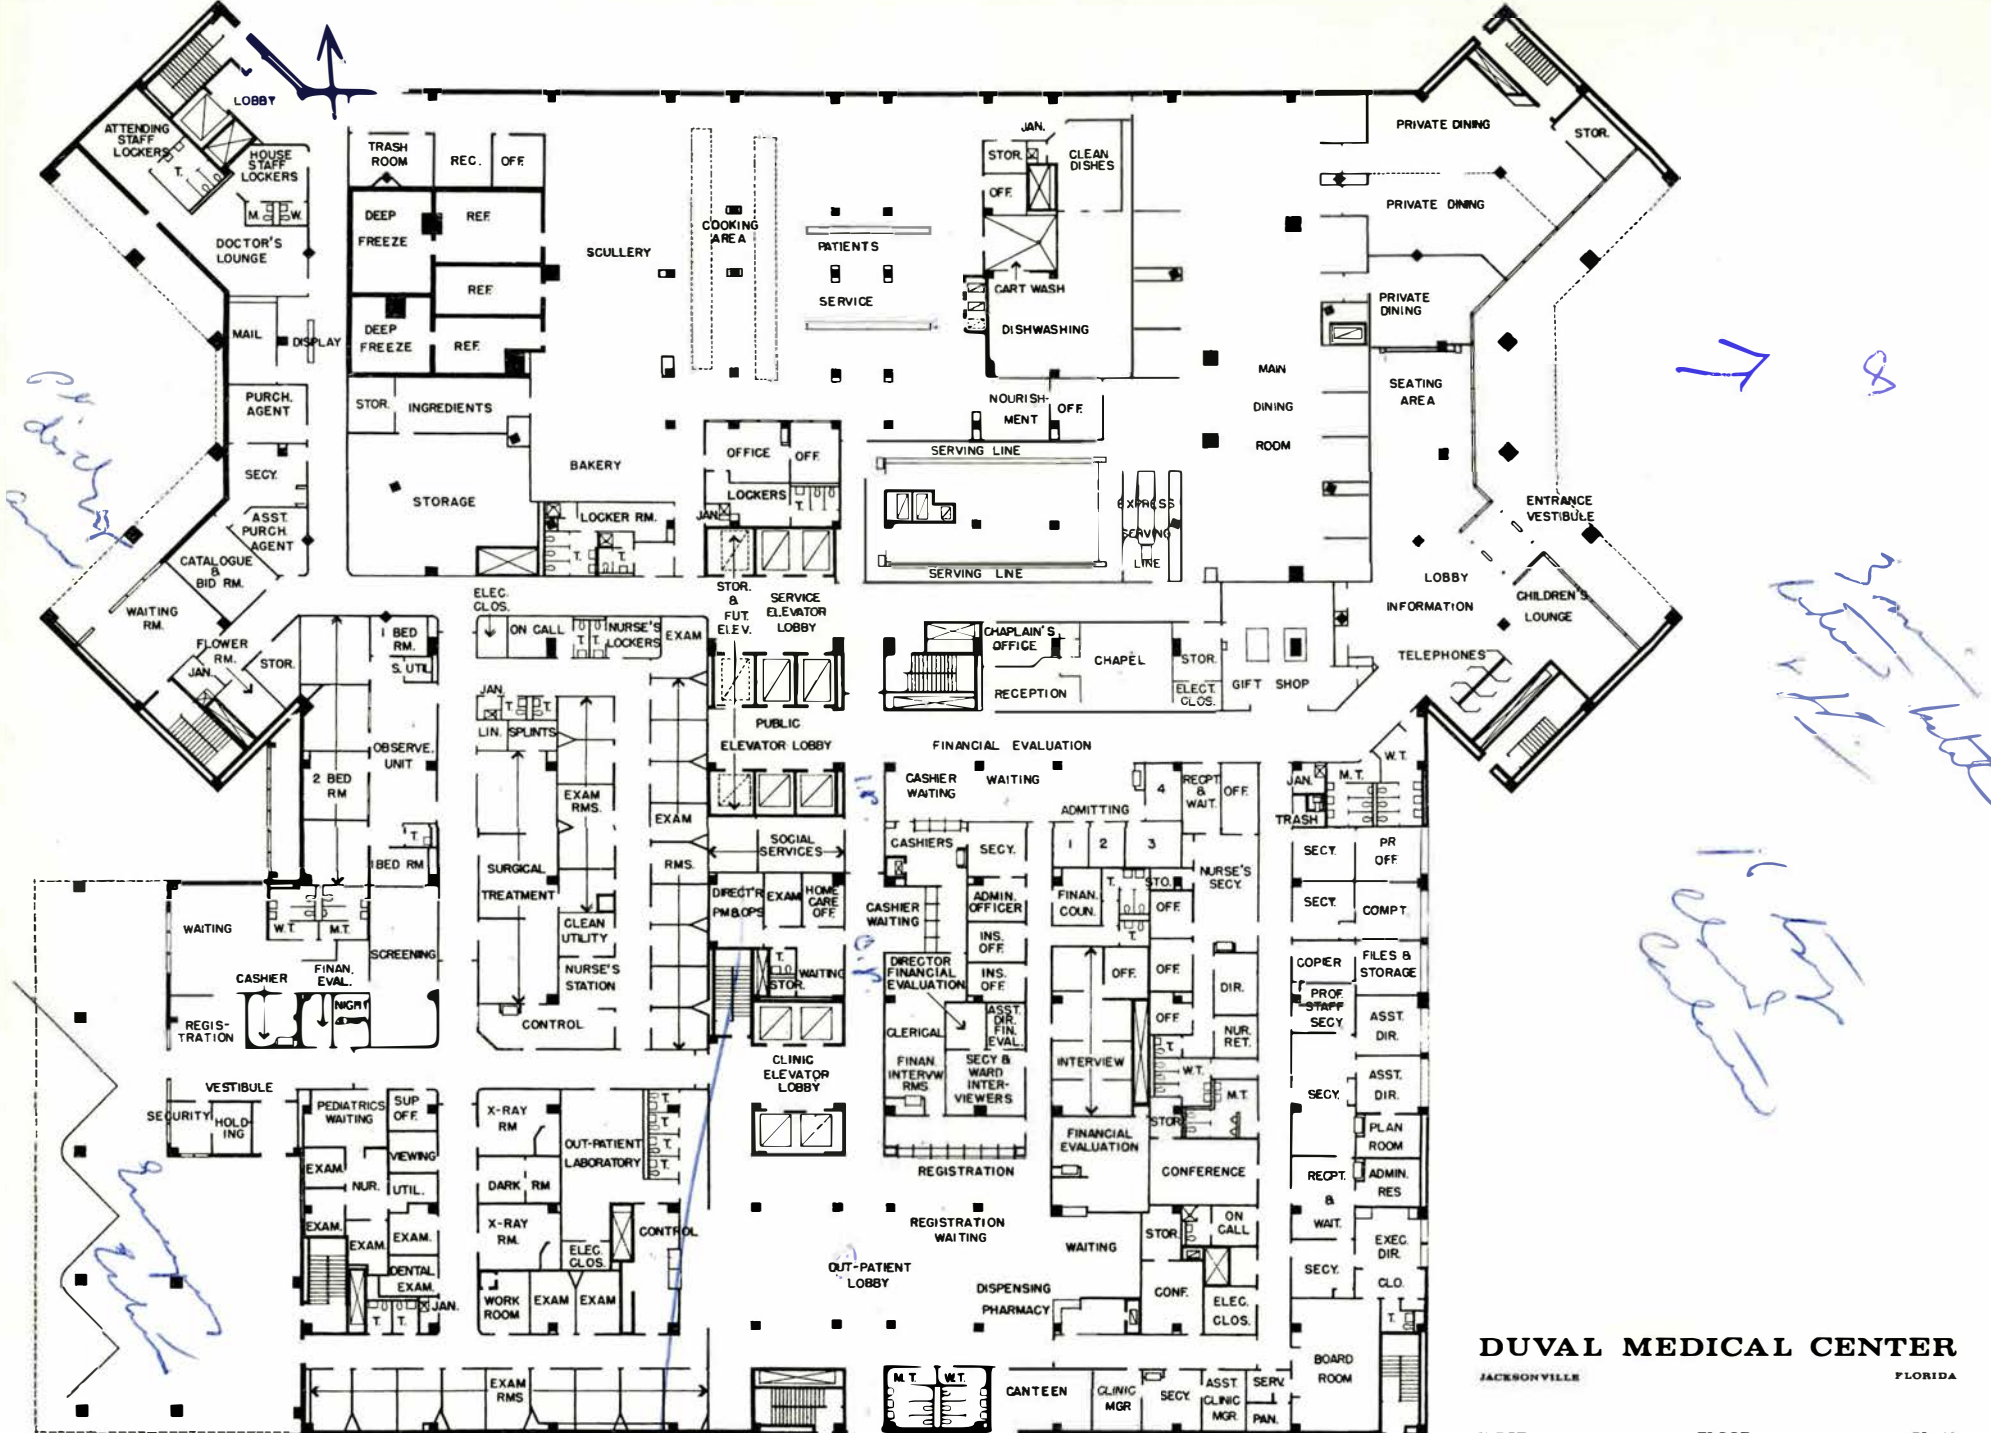 LOBBY
ATTENDING
STAFF
LOCKERS
T.
HOUSE
STAFF
LOCKERS
M.
W.
DOCTOR'S
LOUNGE
MAIL
DISPLAY
PURCH.
AGENT
SECY.
ASST.
PURCH.
AGENT
CATALOGUE
&
BID RM.
WAITING
RM.
FLOWER
RM.
JAN.
STOR.
TRASH
ROOM
REC.
OFF.
DEEP
FREEZE
REF.
REF.
DEEP
FREEZE
REF.
STOR.
INGREDIENTS
STORAGE
SCULLERY
BAKERY
LOCKER RM.
T.
T.
COOKING
AREA
PATIENTS
SERVICE
OFFICE
OFF.
LOCKERS
T.
JAN.
STOR.
&
FUT.
ELEV.
SERVICE
ELEVATOR
LOBBY
JAN.
STOR.
CLEAN
DISHES
OFF.
CART WASH
DISHWASHING
NOURISH-
MENT
OFF.
SERVING LINE
EXPRESS
SERVING
LINE
SERVING LINE
MAIN
DINING
ROOM
PRIVATE DINING
STOR.
PRIVATE DINING
PRIVATE
DINING
SEATING
AREA
ENTRANCE
VESTIBULE
LOBBY
INFORMATION
CHILDREN'S
LOUNGE
TELEPHONES
GIFT SHOP
CHAPLAIN'S
OFFICE
RECEPTION
CHAPEL
STOR.
ELECT.
CLOS.
ELEC.
CLOS.
ON CALL
T.
T.
NURSE'S
LOCKERS
EXAM
1 BED
RM.
S. UTIL.
OBSERVE.
UNIT
2 BED
RM
T.
1 BED RM
JAN.
T.
T.
LIN.
SPLINTS
SURGICAL
TREATMENT
EXAM
RMS.
CLEAN
UTILITY
NURSE'S
STATION
CONTROL
EXAM
RMS.
PUBLIC
ELEVATOR LOBBY
SOCIAL
SERVICES
DIRECT'R
PM&OPS
EXAM
HOME
CARE
OFF.
T.
STOR.
WAITING
CLINIC
ELEVATOR
LOBBY
FINANCIAL EVALUATION
CASHIER
WAITING
WAITING
ADMITTING
4
RECPT
&
WAIT.
OFF.
1
2
3
CASHIERS
SECY.
ADMIN.
OFFICER
CASHIER
WAITING
INS.
OFF.
DIRECTOR
FINANCIAL
EVALUATION
INS.
OFF.
CLERICAL
ASST.
DIR.
FIN.
EVAL.
FINAN
INTERVW
RMS
SECY &
WARD
INTER-
VIEWERS
REGISTRATION
REGISTRATION
WAITING
OUT-PATIENT
LOBBY
DISPENSING
PHARMACY
FINAN.
COUN.
T.
STO.
OFF.
T.
OFF.
OFF.
OFF.
INTERVIEW
NURSE'S
SECY.
DIR.
NUR.
RET.
T.
W.T.
M.T.
STOR.
FINANCIAL
EVALUATION
CONFERENCE
WAITING
STOR.
ON
CALL
CONF.
ELEC.
CLOS.
JAN.
M.T.
W.T.
TRASH
SECY.
PR
OFF.
SECY.
COMPT.
COPIER
FILES &
STORAGE
PROF.
STAFF
SECY
ASST.
DIR.
SECY.
ASST.
DIR.
PLAN
ROOM
RECPT.
&
WAIT.
ADMIN.
RES
EXEC.
DIR.
SECY.
CLO.
T.
BOARD
ROOM
WAITING
W.T.
M.T.
SCREENING
CASHIER
FINAN.
EVAL.
NIGHT
REGIS-
TRATION
VESTIBULE
SECURITY
HOLD-
ING
PEDIATRICS
WAITING
SUP
OFF.
EXAM.
VIEWING
NUR.
UTIL.
EXAM.
EXAM.
EXAM.
DENTAL
EXAM.
T.
T.
JAN.
X-RAY
RM
OUT-PATIENT
LABORATORY
T.
T.
T.
T.
DARK RM
X-RAY
RM.
CONTROL
ELEC.
CLOS.
WORK
ROOM
EXAM
EXAM
EXAM
RMS
M.T.
W.T.
CANTEEN
CLINIC
MGR
SECY.
ASST.
CLINIC
MGR.
SERV.
PAN.
DUVAL MEDICAL CENTER
JACKSONVILLE FLORIDA